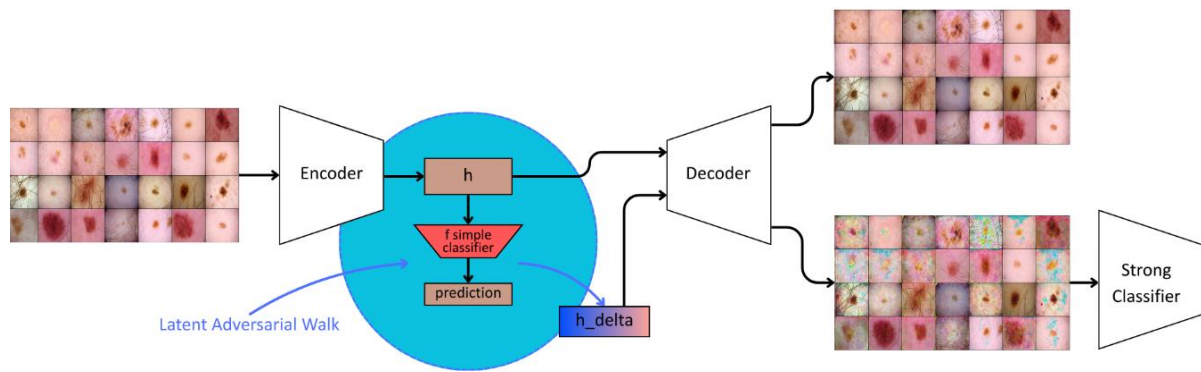 Encoder
h
f simple
classifier
prediction
Latent Adversarial Walk
h_delta
Decoder
Strong
Classifier